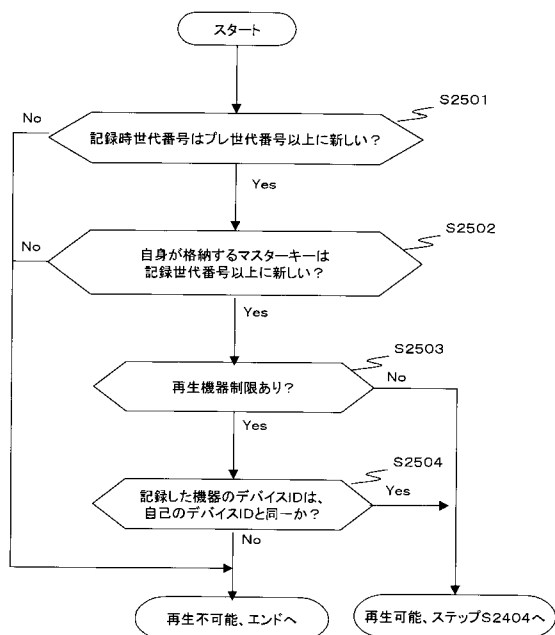 スタート
S2501
No
記録時世代番号はプレ世代番号以上に新しい?
Yes
S2502
No
自身が格納するマスターキーは
記録世代番号以上に新しい?
Yes
S2503
再生機器制限あり?
No
Yes
S2504
記録した機器のデバイスIDは、
自己のデバイスIDと同一か?
Yes
No
再生不可能、エンドへ
再生可能、ステップS2404へ